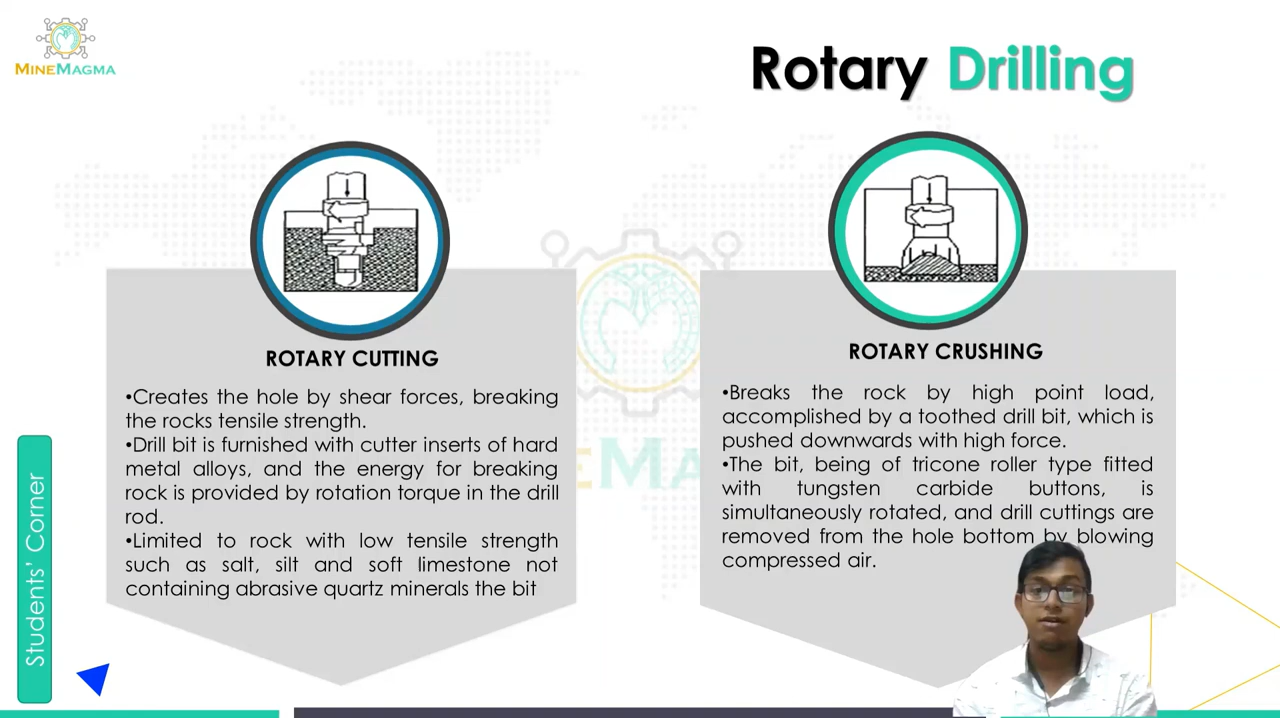 MINEMAGMA
Rotary Drilling
ROTARY CUTTING
•Creates the hole by shear forces, breaking
the rocks tensile strength.
•Drill bit is furnished with cutter inserts of hard
metal alloys, and the energy for breaking
rock is provided by rotation torque in the drill
rod.
•Limited to rock with low tensile strength
such as salt, silt and soft limestone not
containing abrasive quartz minerals the bit
ROTARY CRUSHING
•Breaks the rock by high point load,
accomplished by a toothed drill bit, which is
pushed downwards with high force.
•The bit, being of tricone roller type fitted
with tungsten carbide buttons, is
simultaneously rotated, and drill cuttings are
removed from the hole bottom by blowing
compressed air.
Students' Corner